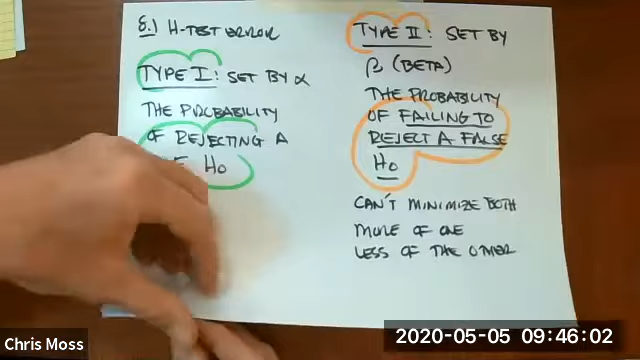 8.1 H-TEST ERROR
TYPE I: SET BY α
THE PROBABILITY
OF REJECTING A
H₀
TYPE II: SET BY
β (BETA)
THE PROBABILITY
OF FAILING TO
REJECT A FALSE
H₀
CAN'T MINIMIZE BOTH
MORE OF ONE
LESS OF THE OTHER
Chris Moss
2020-05-05 09:46:02